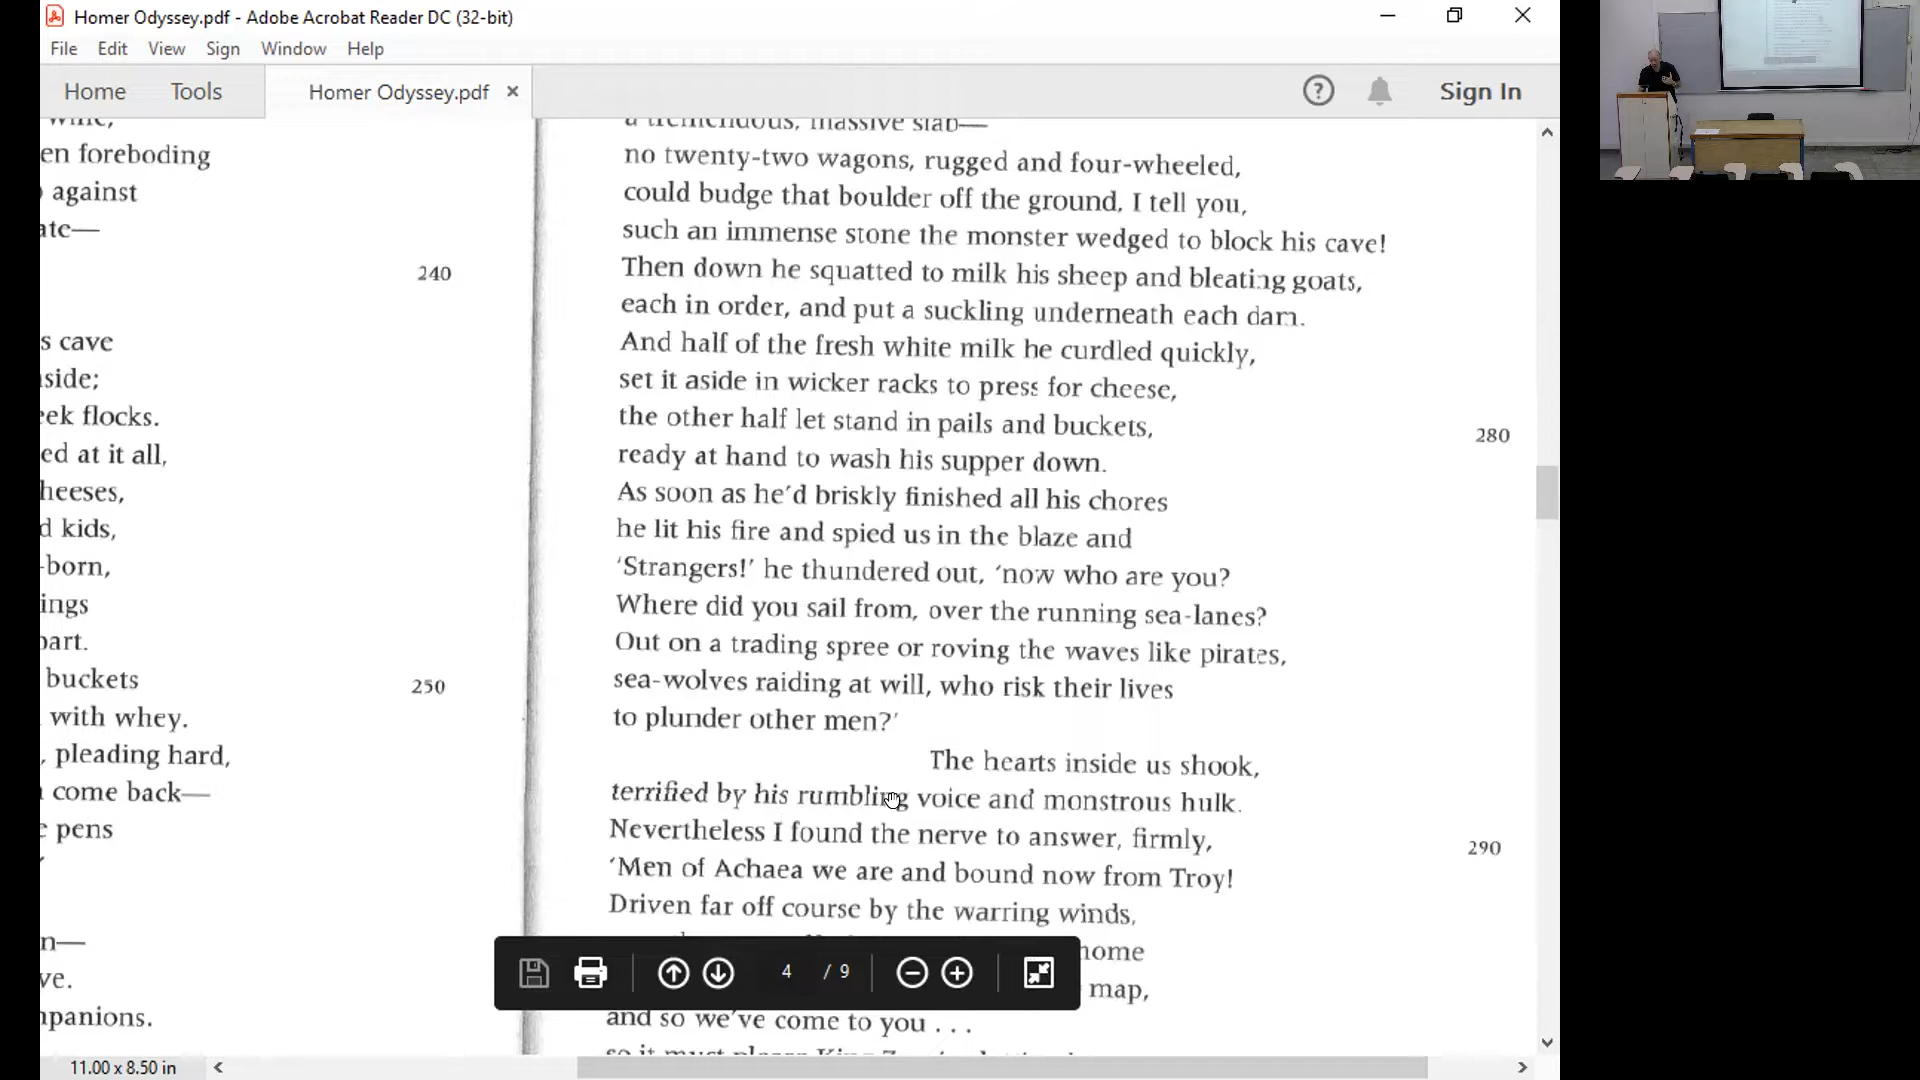 Homer Odyssey.pdf - Adobe Acrobat Reader DC (32-bit)
File Edit View Sign Window Help
Home Tools Homer Odyssey.pdf × Sign In
wine,
en foreboding
against
ate—
240
s cave
side;
eek flocks.
ed at it all,
heeses,
d kids,
-born,
ings
part.
buckets
250
with whey.
, pleading hard,
come back—
e pens
n—
ve.
npanions.
a tremendous, massive slab—
no twenty-two wagons, rugged and four-wheeled,
could budge that boulder off the ground, I tell you,
such an immense stone the monster wedged to block his cave!
Then down he squatted to milk his sheep and bleating goats,
each in order, and put a suckling underneath each dam.
And half of the fresh white milk he curdled quickly,
set it aside in wicker racks to press for cheese,
the other half let stand in pails and buckets,
280
ready at hand to wash his supper down.
As soon as he'd briskly finished all his chores
he lit his fire and spied us in the blaze and
'Strangers!' he thundered out, 'now who are you?
Where did you sail from, over the running sea-lanes?
Out on a trading spree or roving the waves like pirates,
sea-wolves raiding at will, who risk their lives
to plunder other men?'
The hearts inside us shook,
terrified by his rumbling voice and monstrous hulk.
Nevertheless I found the nerve to answer, firmly,
290
'Men of Achaea we are and bound now from Troy!
Driven far off course by the warring winds,
home
map,
and so we've come to you . . .
so it must please King
4 / 9
11.00 x 8.50 in